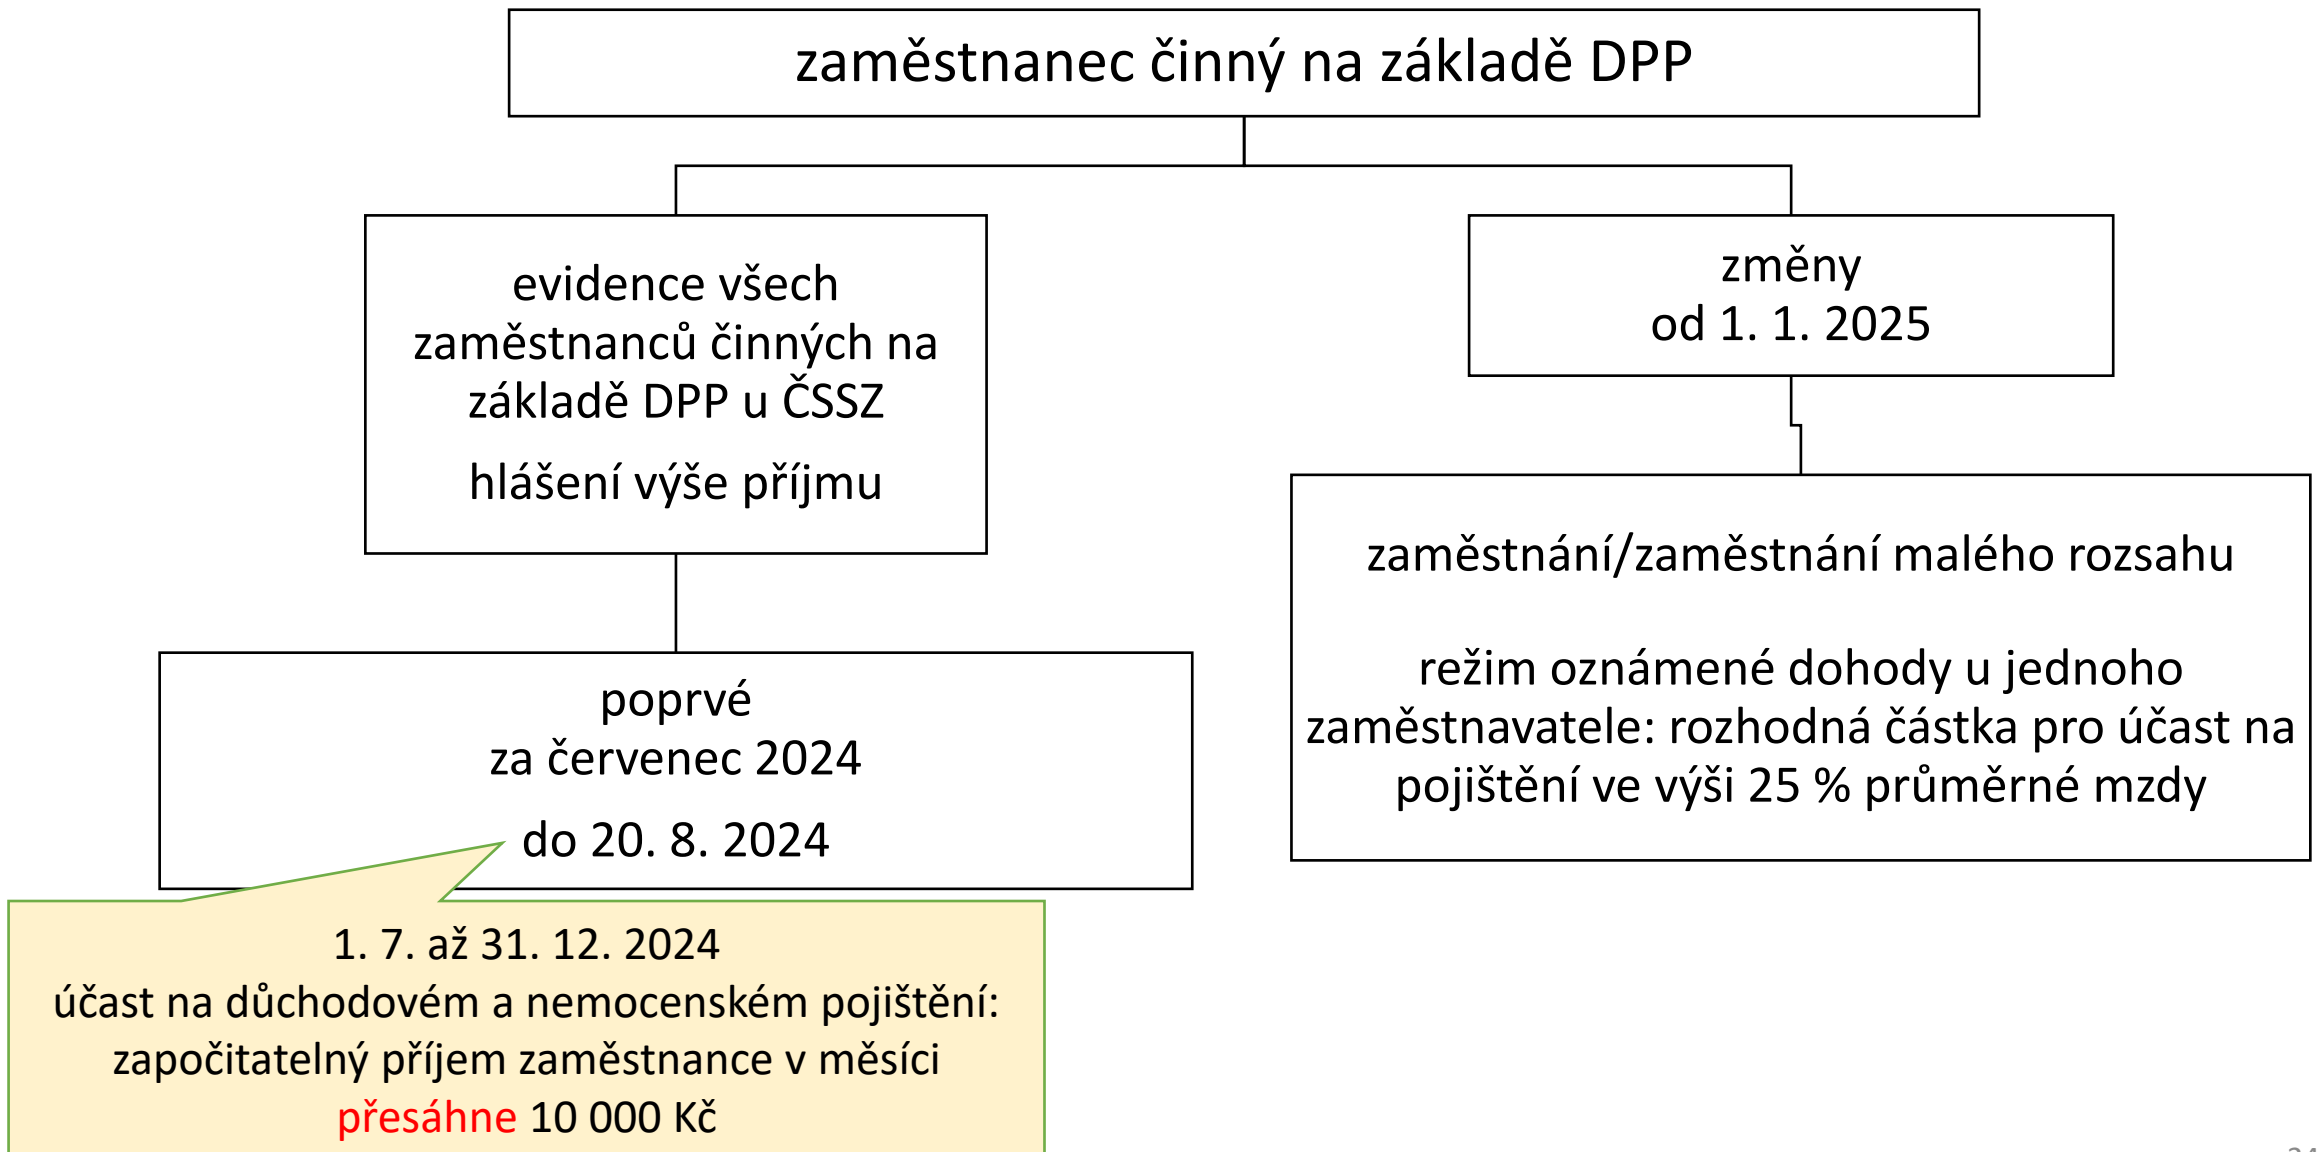 zaměstnanec činný na základě DPP
evidence všech
zaměstnanců činných na
základě DPP u ČSSZ
hlášení výše příjmu
poprvé
za červenec 2024
do 20. 8. 2024
1. 7. až 31. 12. 2024
účast na důchodovém a nemocenském pojištění:
započitatelný příjem zaměstnance v měsíci
přesáhne 10 000 Kč
změny
od 1. 1. 2025
zaměstnání/zaměstnání malého rozsahu
režim oznámené dohody u jednoho
zaměstnavatele: rozhodná částka pro účast na
pojištění ve výši 25 % průměrné mzdy